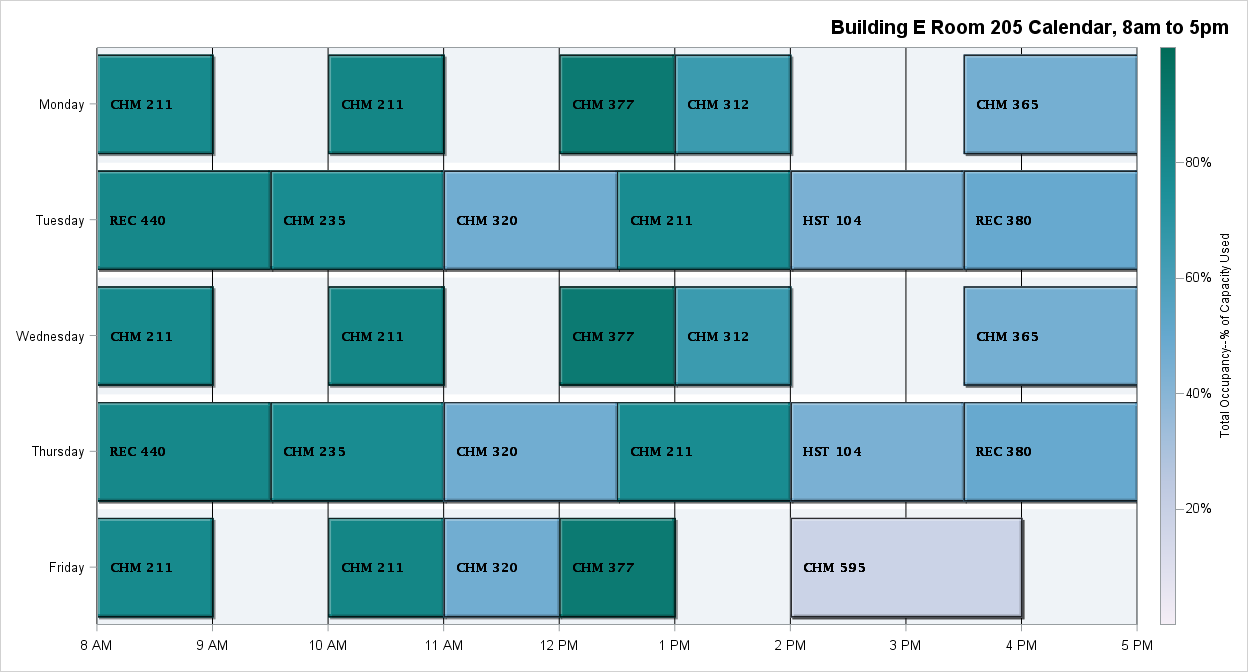 Building E Room 205 Calendar, 8am to 5pm
Monday
CHM 211
CHM 211
CHM 377
CHM 312
CHM 365
Tuesday
REC 440
CHM 235
CHM 320
CHM 211
HST 104
REC 380
Wednesday
CHM 211
CHM 211
CHM 377
CHM 312
CHM 365
Thursday
REC 440
CHM 235
CHM 320
CHM 211
HST 104
REC 380
Friday
CHM 211
CHM 211
CHM 320
CHM 377
CHM 595
8 AM
9 AM
10 AM
11 AM
12 PM
1 PM
2 PM
3 PM
4 PM
5 PM
80%
60%
40%
20%
Total Occupancy--% of Capacity Used